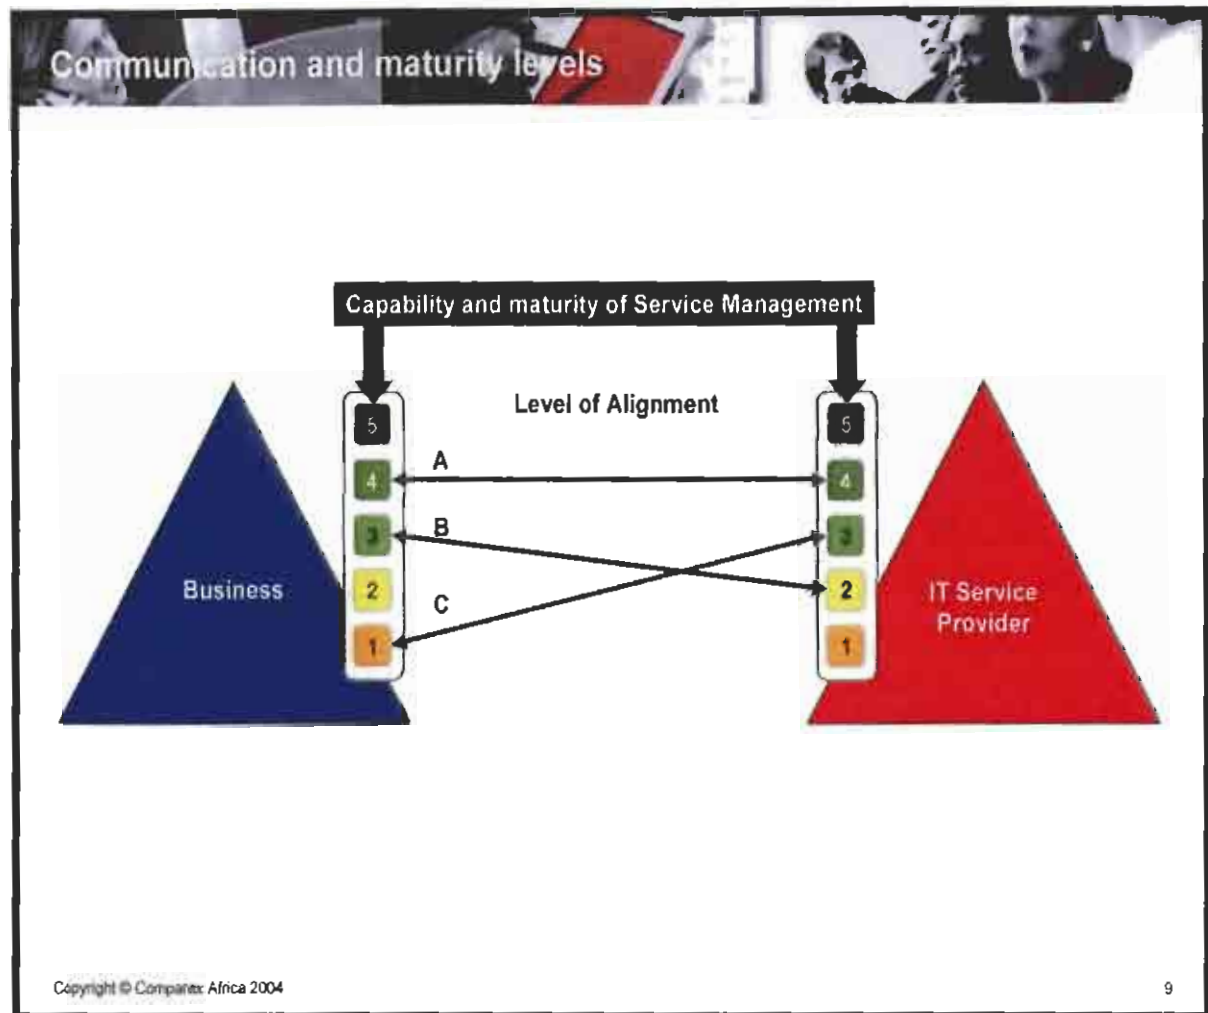 Communication and maturity levels
Capability and maturity of Service Management
Level of Alignment
5
4
3
2
1
A
B
C
5
4
3
2
1
Business
IT Service
Provider
Copyright © Africa 2004
9